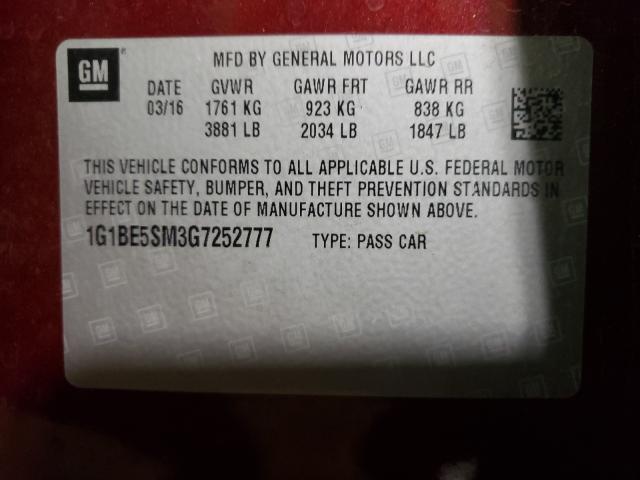 GM
MFD BY GENERAL MOTORS LLC
DATE GVWR GAWR FRT GAWR RR
03/16 1761 KG 923 KG 838 KG
3881 LB 2034 LB 1847 LB
THIS VEHICLE CONFORMS TO ALL APPLICABLE U.S. FEDERAL MOTOR
VEHICLE SAFETY, BUMPER, AND THEFT PREVENTION STANDARDS IN
EFFECT ON THE DATE OF MANUFACTURE SHOWN ABOVE.
1G1BE5SM3G7252777 TYPE: PASS CAR